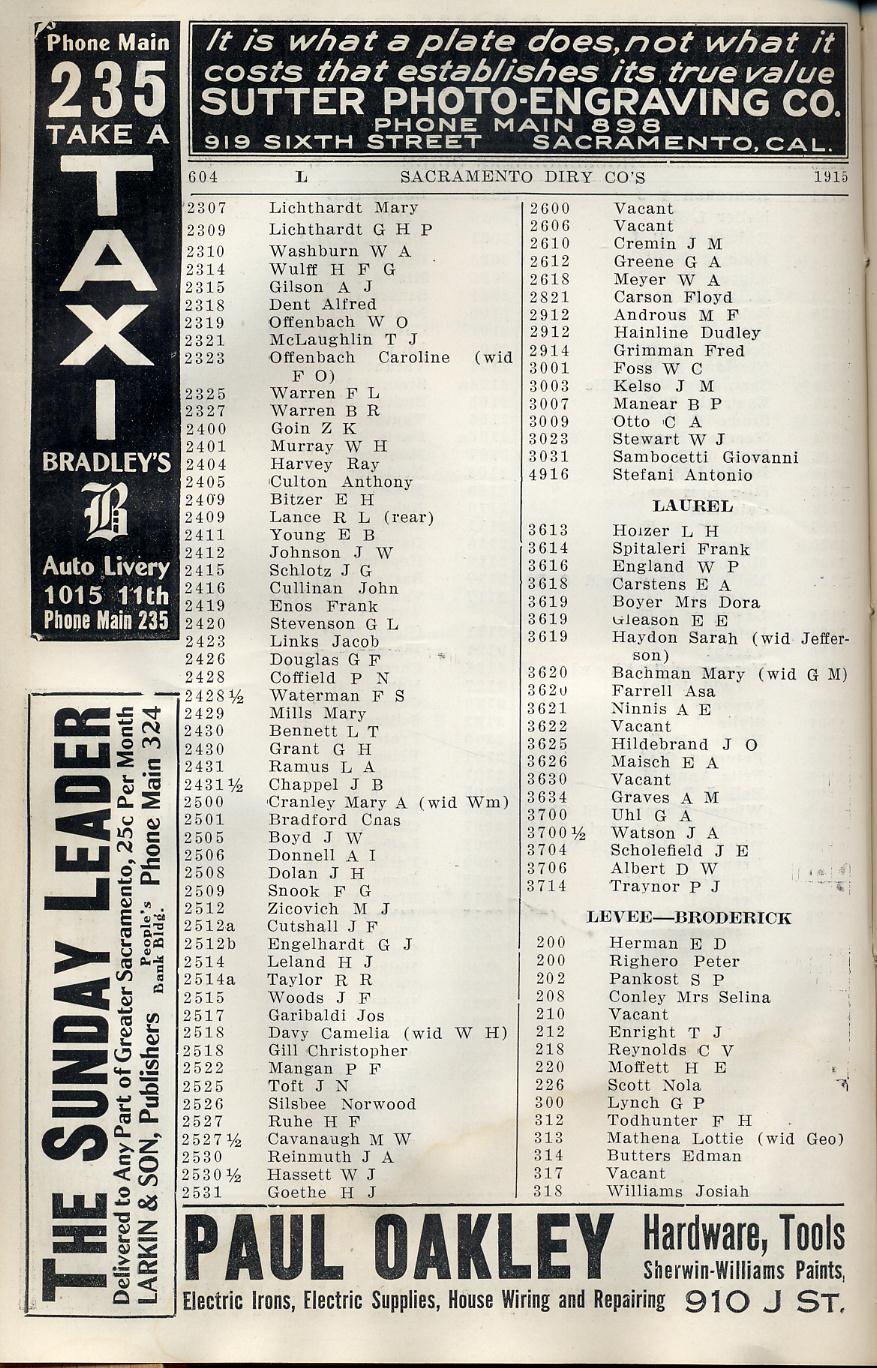 Phone Main
235
TAKE A
TAXI
BRADLEY'S
B
Auto Livery
1015 11th
Phone Main 235
THE SUNDAY LEADER
Delivered to Any Part of Greater Sacramento, 25c Per Month
LARKIN & SON, Publishers People's Bank Bldg. Phone Main 324
It is what a plate does, not what it
costs that establishes its true value
SUTTER PHOTO-ENGRAVING CO.
PHONE MAIN 898
919 SIXTH STREET SACRAMENTO, CAL.
604 L SACRAMENTO DIRY CO'S 1915
2307 Lichthardt Mary
2309 Lichthardt G H P
2310 Washburn W A
2314 Wulff H F G
2315 Gilson A J
2318 Dent Alfred
2319 Offenbach W O
2321 McLaughlin T J
2323 Offenbach Caroline (wid
F O)
2325 Warren F L
2327 Warren B R
2400 Goin Z K
2401 Murray W H
2404 Harvey Ray
2405 Culton Anthony
2409 Bitzer E H
2409 Lance R L (rear)
2411 Young E B
2412 Johnson J W
2415 Schlotz J G
2416 Cullinan John
2419 Enos Frank
2420 Stevenson G L
2423 Links Jacob
2426 Douglas G F
2428 Coffield P N
2428½ Waterman F S
2429 Mills Mary
2430 Bennett L T
2430 Grant G H
2431 Ramus L A
2431½ Chappel J B
2500 Cranley Mary A (wid Wm)
2501 Bradford Chas
2505 Boyd J W
2506 Donnell A I
2508 Dolan J H
2509 Snook F G
2512 Zicovich M J
2512a Cutshall J F
2512b Engelhardt G J
2514 Leland H J
2514a Taylor R R
2515 Woods J F
2517 Garibaldi Jos
2518 Davy Camelia (wid W H)
2518 Gill Christopher
2522 Mangan P F
2525 Toft J N
2526 Silsbee Norwood
2527 Ruhe H F
2527½ Cavanaugh M W
2530 Reinmuth J A
2530½ Hassett W J
2531 Goethe H J
2600 Vacant
2606 Vacant
2610 Cremin J M
2612 Greene G A
2618 Meyer W A
2821 Carson Floyd
2912 Androus M F
2912 Hainline Dudley
2914 Grimman Fred
3001 Foss W C
3003 Kelso J M
3007 Manear B P
3009 Otto C A
3023 Stewart W J
3031 Sambocetti Giovanni
4916 Stefani Antonio
LAUREL
3613 Hoizer L H
3614 Spitaleri Frank
3616 England W P
3618 Carstens E A
3619 Boyer Mrs Dora
3619 Gleason E E
3619 Haydon Sarah (wid Jeffer-
son)
3620 Bachman Mary (wid G M)
3620 Farrell Asa
3621 Ninnis A E
3622 Vacant
3625 Hildebrand J O
3626 Maisch E A
3630 Vacant
3634 Graves A M
3700 Uhl G A
3700½ Watson J A
3704 Scholefield J E
3706 Albert D W
3714 Traynor P J
LEVEE—BRODERICK
200 Herman E D
200 Righero Peter
202 Pankost S P
208 Conley Mrs Selina
210 Vacant
212 Enright T J
218 Reynolds C V
220 Moffett H E
226 Scott Nola
300 Lynch G P
312 Todhunter F H
313 Mathena Lottie (wid Geo)
314 Butters Edman
317 Vacant
318 Williams Josiah
PAUL OAKLEY Hardware, Tools
Sherwin-Williams Paints,
Electric Irons, Electric Supplies, House Wiring and Repairing 910 J ST.